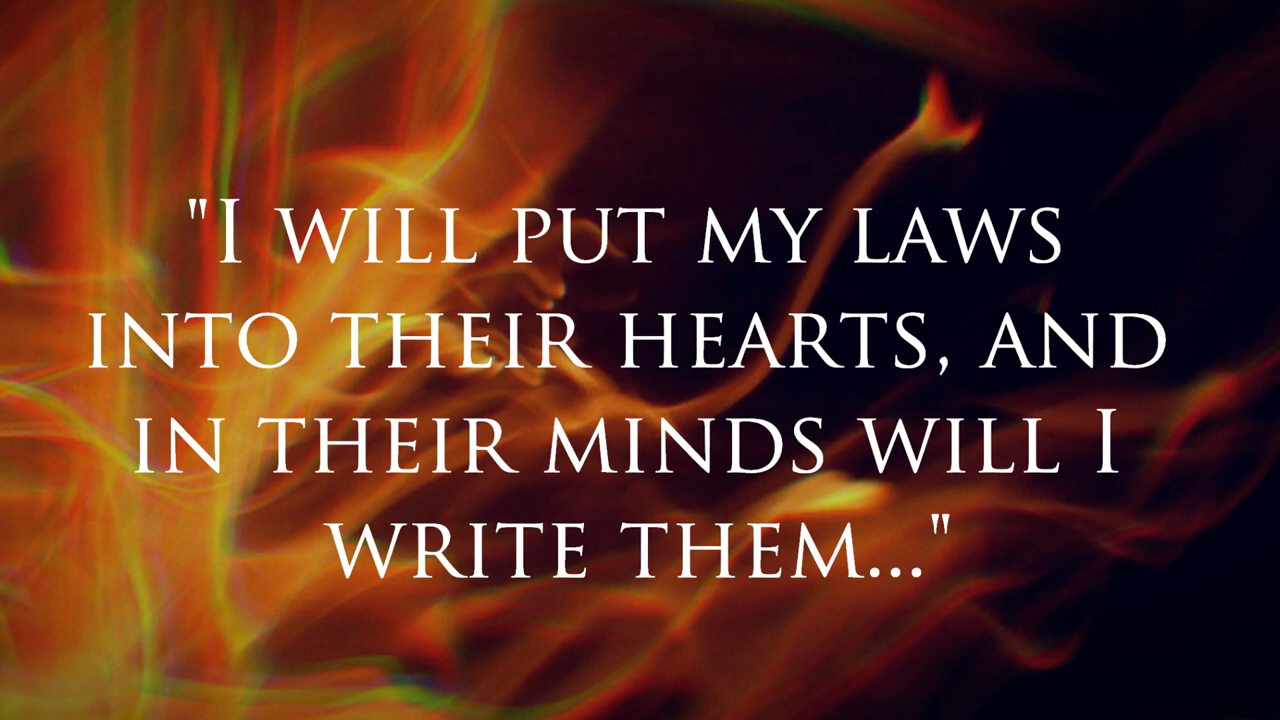 "I WILL PUT MY LAWS
INTO THEIR HEARTS, AND
IN THEIR MINDS WILL I
WRITE THEM..."